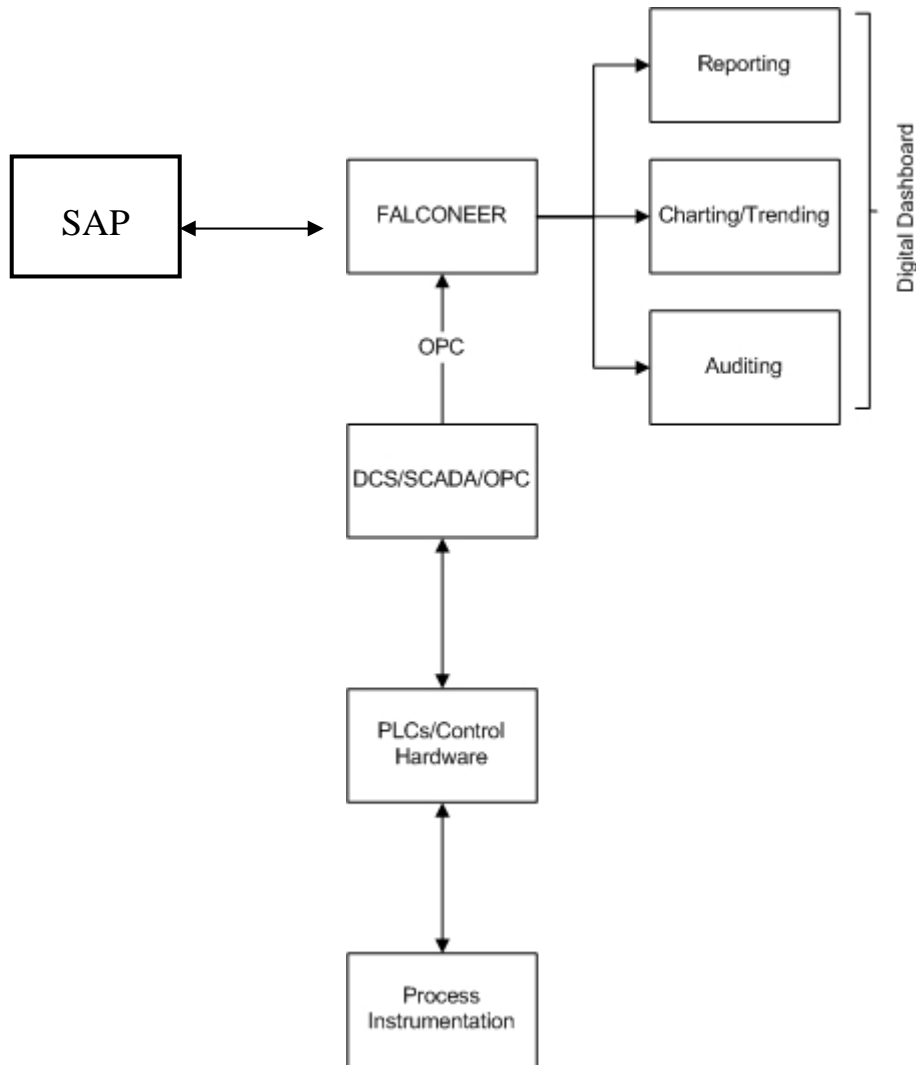 Reporting
SAP
FALCONEER
Charting/Trending
Digital Dashboard
OPC
Auditing
DCS/SCADA/OPC
PLCs/Control
Hardware
Process
Instrumentation